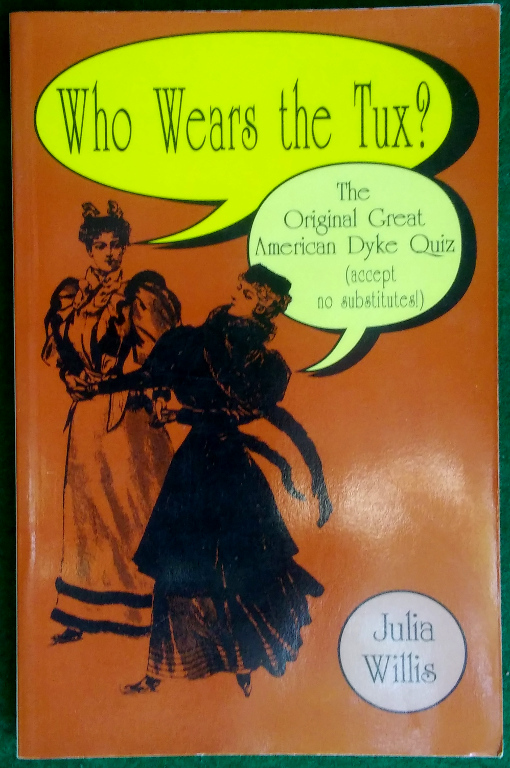 Who Wears the Tux?
The
Original Great
American Dyke Quiz
(accept
no substitutes!)
Julia
Willis